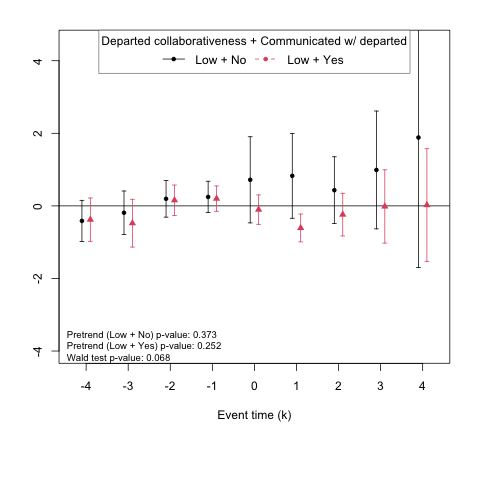 Departed collaborativeness + Communicated w/ departed
Low + No Low + Yes
4
2
0
-2
-4
Pretrend (Low + No) p-value: 0.373
Pretrend (Low + Yes) p-value: 0.252
Wald test p-value: 0.068
-4 -3 -2 -1 0 1 2 3 4
Event time (k)